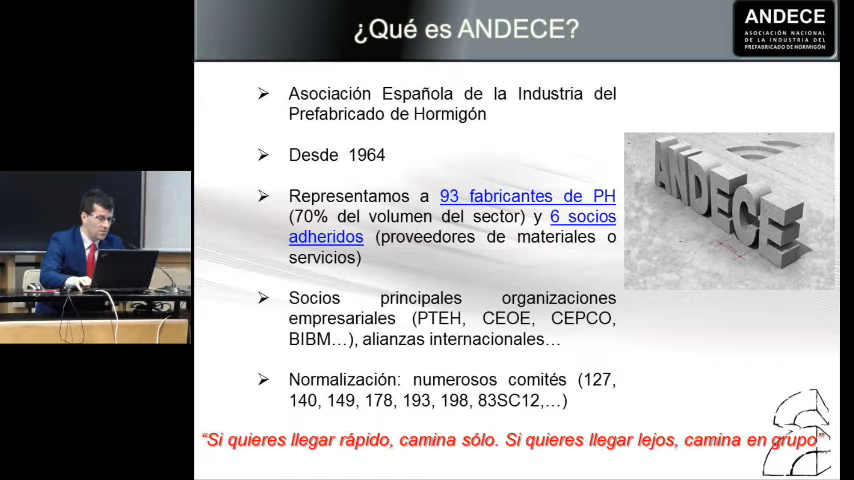 ¿Qué es ANDECE?
ANDECE
ASOCIACIÓN NACIONAL
DE LA INDUSTRIA DEL
PREFABRICADO DE HORMIGÓN
Asociación Española de la Industria del
Prefabricado de Hormigón
Desde 1964
Representamos a 93 fabricantes de PH
(70% del volumen del sector) y 6 socios
adheridos (proveedores de materiales o
servicios)
ANDECE
Socios principales organizaciones
empresariales (PTEH, CEOE, CEPCO,
BIBM…), alianzas internacionales…
Normalización: numerosos comités (127,
140, 149, 178, 193, 198, 83SC12,…)
“Si quieres llegar rápido, camina sólo. Si quieres llegar lejos, camina en grupo”